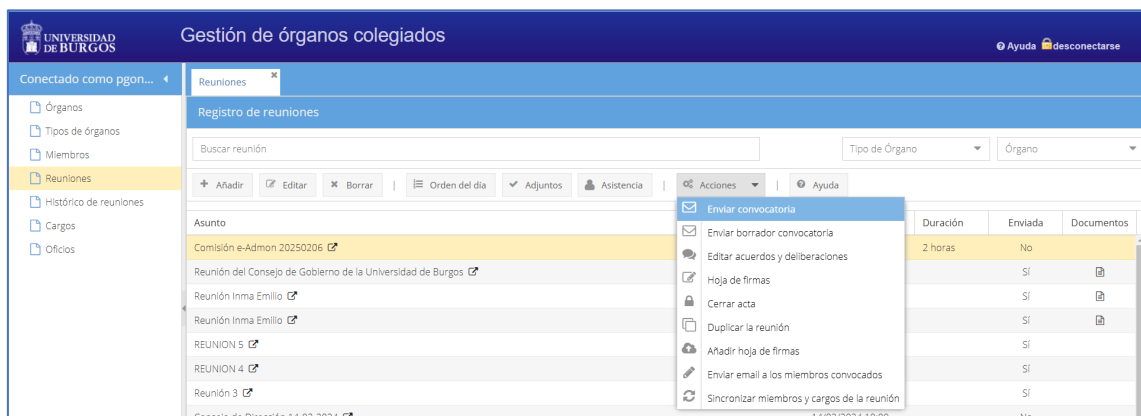 UNIVERSIDAD
DE BURGOS
Gestión de órganos colegiados
Ayuda desconectarse
Conectado como pgon...
Reuniones
Órganos
Tipos de órganos
Miembros
Reuniones
Histórico de reuniones
Cargos
Oficios
Registro de reuniones
Buscar reunión
Tipo de Órgano
Órgano
Añadir
Editar
Borrar
Orden del día
Adjuntos
Asistencia
Acciones
Ayuda
Enviar convocatoria
Enviar borrador convocatoria
Editar acuerdos y deliberaciones
Hoja de firmas
Cerrar acta
Duplicar la reunión
Añadir hoja de firmas
Enviar email a los miembros convocados
Sincronizar miembros y cargos de la reunión
Asunto Duración Enviada Documentos
Comisión e-Admon 20250206 2 horas No
Reunión del Consejo de Gobierno de la Universidad de Burgos Sí
Reunión Inma Emilio Sí
Reunión Inma Emilio Sí
REUNION 5 Sí
REUNION 4 Sí
Reunión 3 Sí